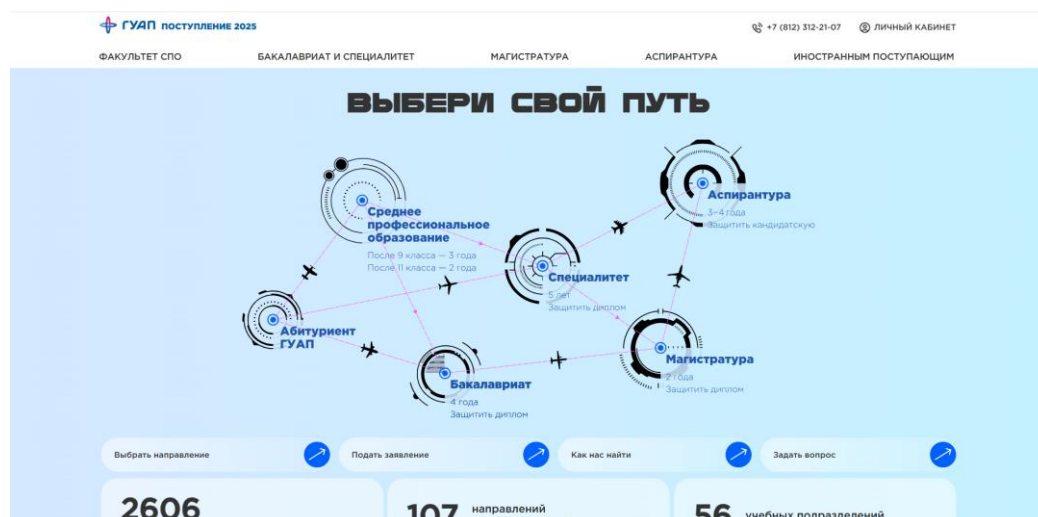 ГУАП ПОСТУПЛЕНИЕ 2025
+7 (812) 312-21-07
ЛИЧНЫЙ КАБИНЕТ
ФАКУЛЬТЕТ СПО
БАКАЛАВРИАТ И СПЕЦИАЛИТЕТ
МАГИСТРАТУРА
АСПИРАНТУРА
ИНОСТРАННЫМ ПОСТУПАЮЩИМ
ВЫБЕРИ СВОЙ ПУТЬ
Аспирантура
3–4 года
Защитить кандидатскую
Среднее
профессиональное
образование
После 9 класса — 3 года
После 11 класса — 2 года
Специалитет
5 лет
Защитить диплом
Абитуриент
ГУАП
Магистратура
2 года
Защитить диплом
Бакалавриат
4 года
Защитить диплом
Выбрать направление
Подать заявление
Как нас найти
Задать вопрос
2606
107
направлений
56
учебных подразделений